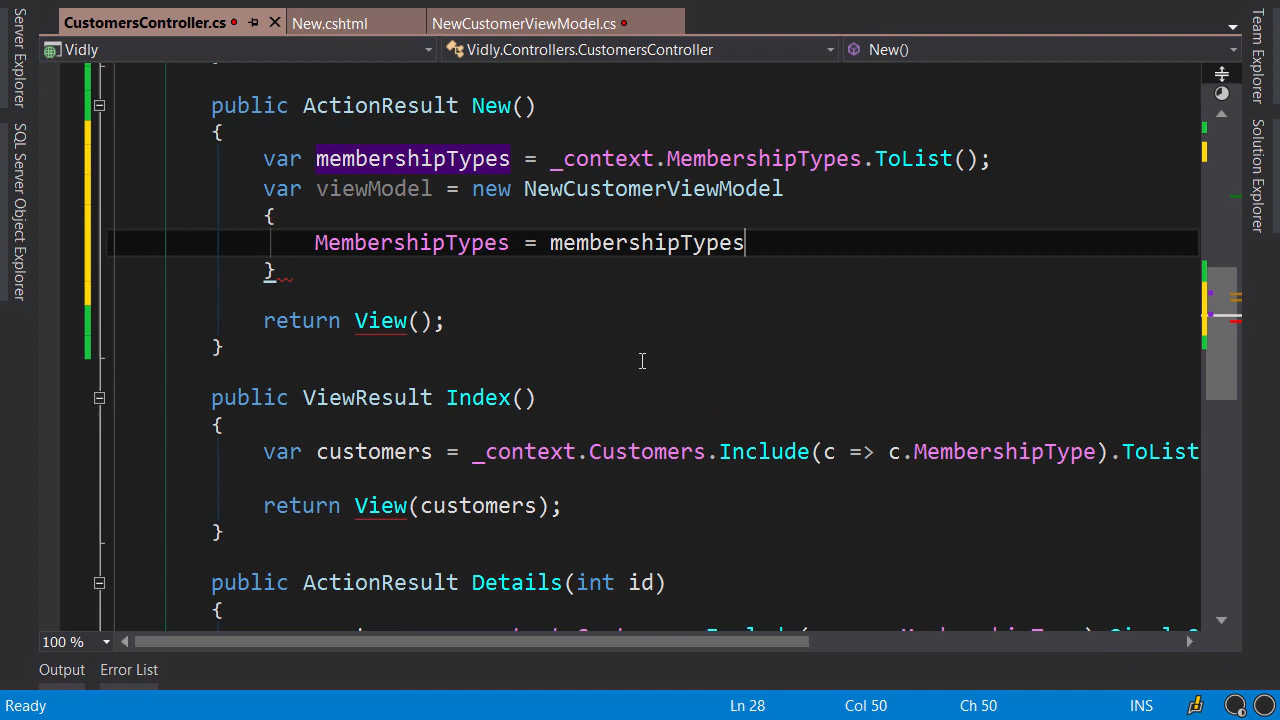 CustomersController.cs New.cshtml NewCustomerViewModel.cs
Vidly Vidly.Controllers.CustomersController New()
Server Explorer
SQL Server Object Explorer
Team Explorer
Solution Explorer
public ActionResult New()
{
var membershipTypes = _context.MembershipTypes.ToList();
var viewModel = new NewCustomerViewModel
{
MembershipTypes = membershipTypes
}
return View();
}
public ViewResult Index()
{
var customers = _context.Customers.Include(c => c.MembershipType).ToList
return View(customers);
}
public ActionResult Details(int id)
{
100 %
Output Error List
Ready Ln 28 Col 50 Ch 50 INS